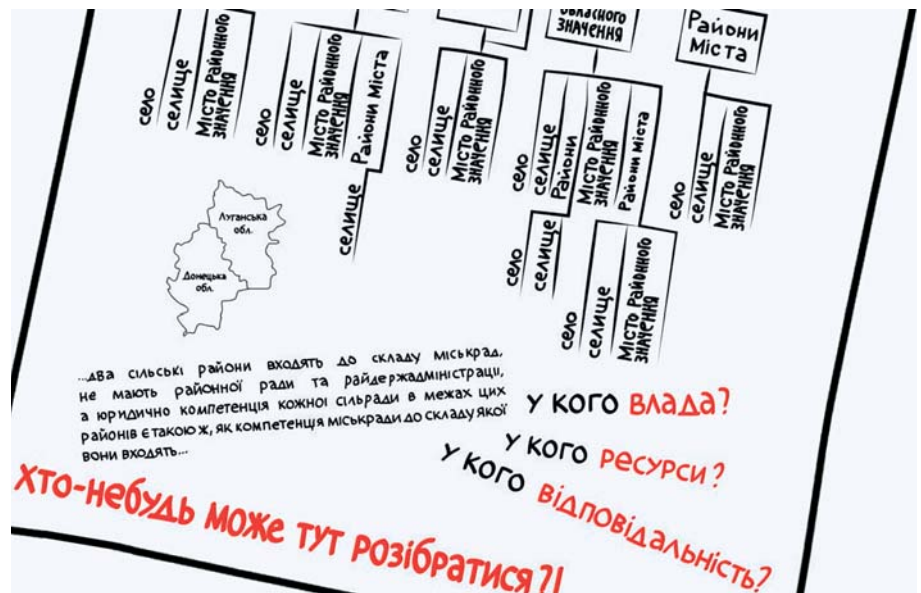 обласного
значення
Райони
Міста
село
селище
Місто Районного
значення
село
селище
Місто Районного
значення
Райони Міста
селище
село
селище
Місто Районного
значення
село
селище
Райони
Місто Районного
значення
Райони міста
село
селище
село
селище
Місто Районного
значення
село
селище
Місто Районного
значення
Луганська
обл.
Донецька
обл.
...два сільські райони входять до складу міськрад,
не мають районної ради та райдержадміністрації,
а юридично компетенція кожної сільради в межах цих
районів є такою ж, як компетенція міськради до складу якої
вони входять...
У кого влада?
У кого ресурси?
У кого відповідальність?
Хто-небудь може тут розібратися?!